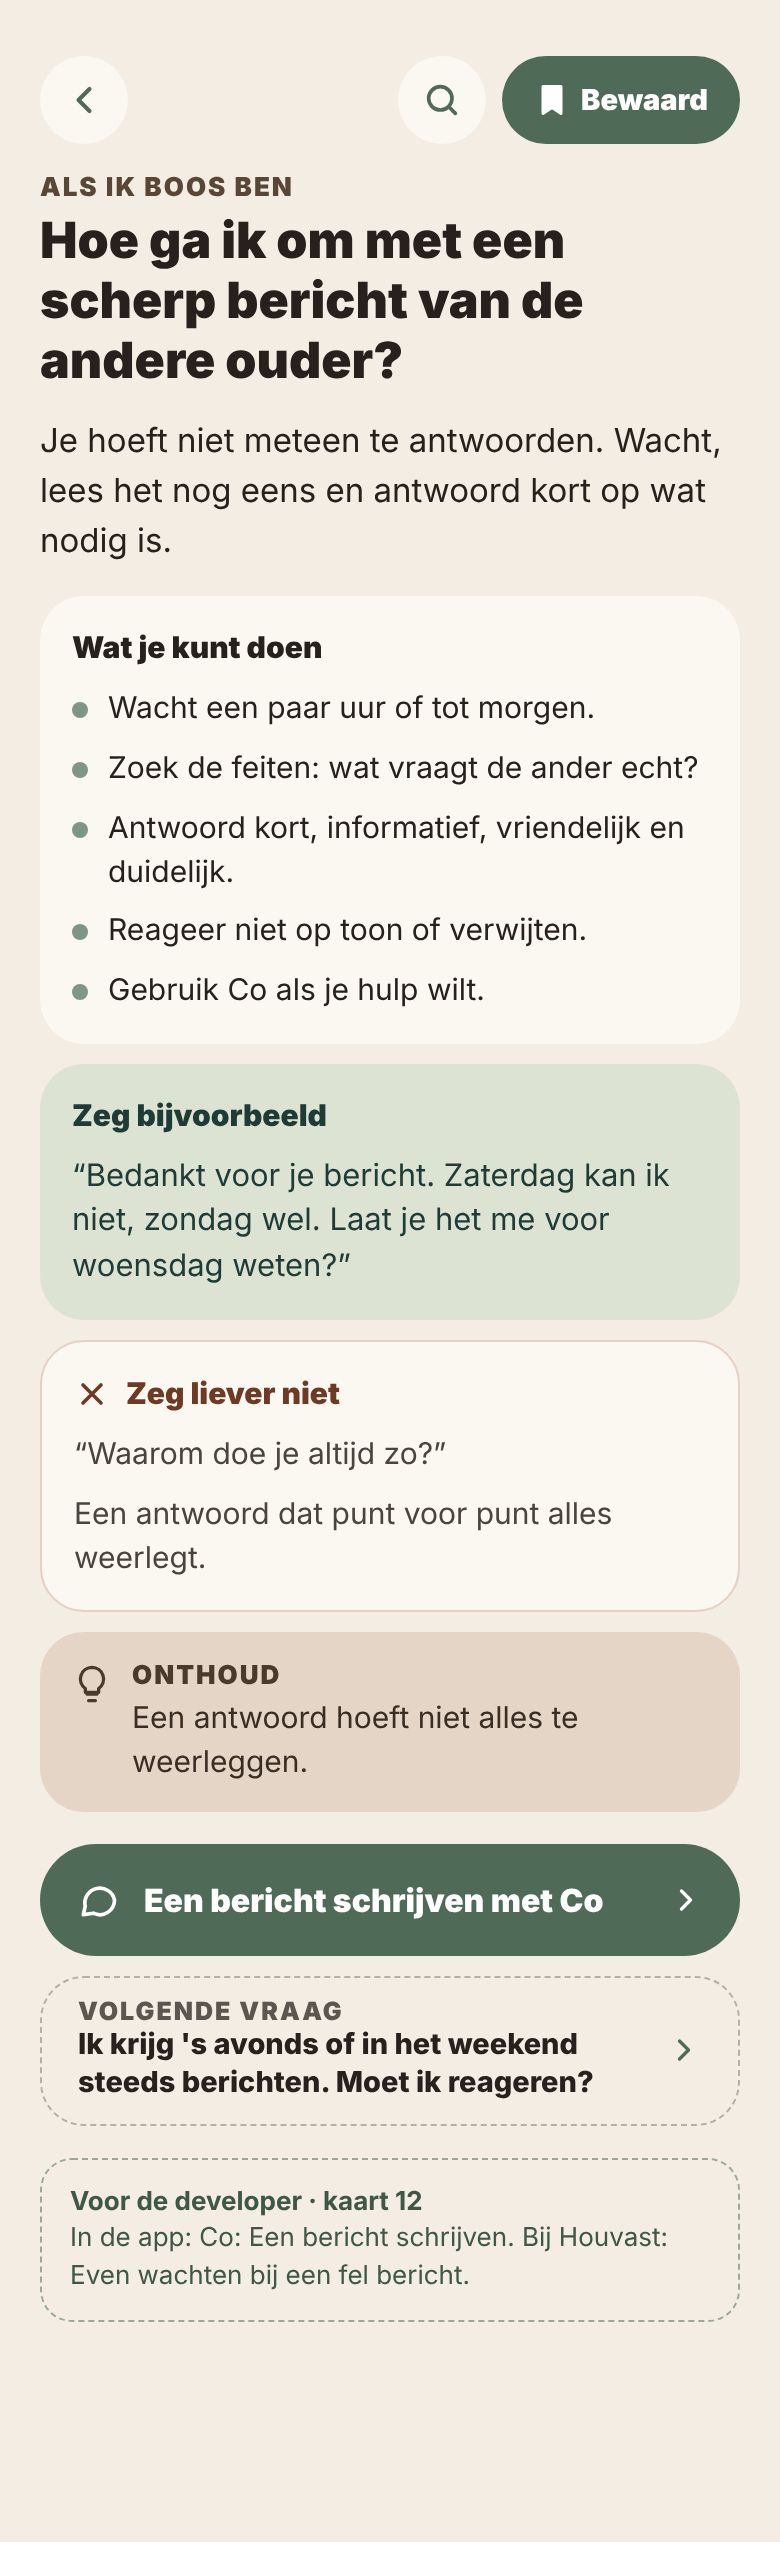 Bewaard
ALS IK BOOS BEN
Hoe ga ik om met een
scherp bericht van de
andere ouder?
Je hoeft niet meteen te antwoorden. Wacht,
lees het nog eens en antwoord kort op wat
nodig is.
Wat je kunt doen
Wacht een paar uur of tot morgen.
Zoek de feiten: wat vraagt de ander echt?
Antwoord kort, informatief, vriendelijk en
duidelijk.
Reageer niet op toon of verwijten.
Gebruik Co als je hulp wilt.
Zeg bijvoorbeeld
“Bedankt voor je bericht. Zaterdag kan ik
niet, zondag wel. Laat je het me voor
woensdag weten?”
Zeg liever niet
“Waarom doe je altijd zo?”
Een antwoord dat punt voor punt alles
weerlegt.
ONTHOUD
Een antwoord hoeft niet alles te
weerleggen.
Een bericht schrijven met Co
VOLGENDE VRAAG
Ik krijg 's avonds of in het weekend
steeds berichten. Moet ik reageren?
Voor de developer · kaart 12
In de app: Co: Een bericht schrijven. Bij Houvast:
Even wachten bij een fel bericht.